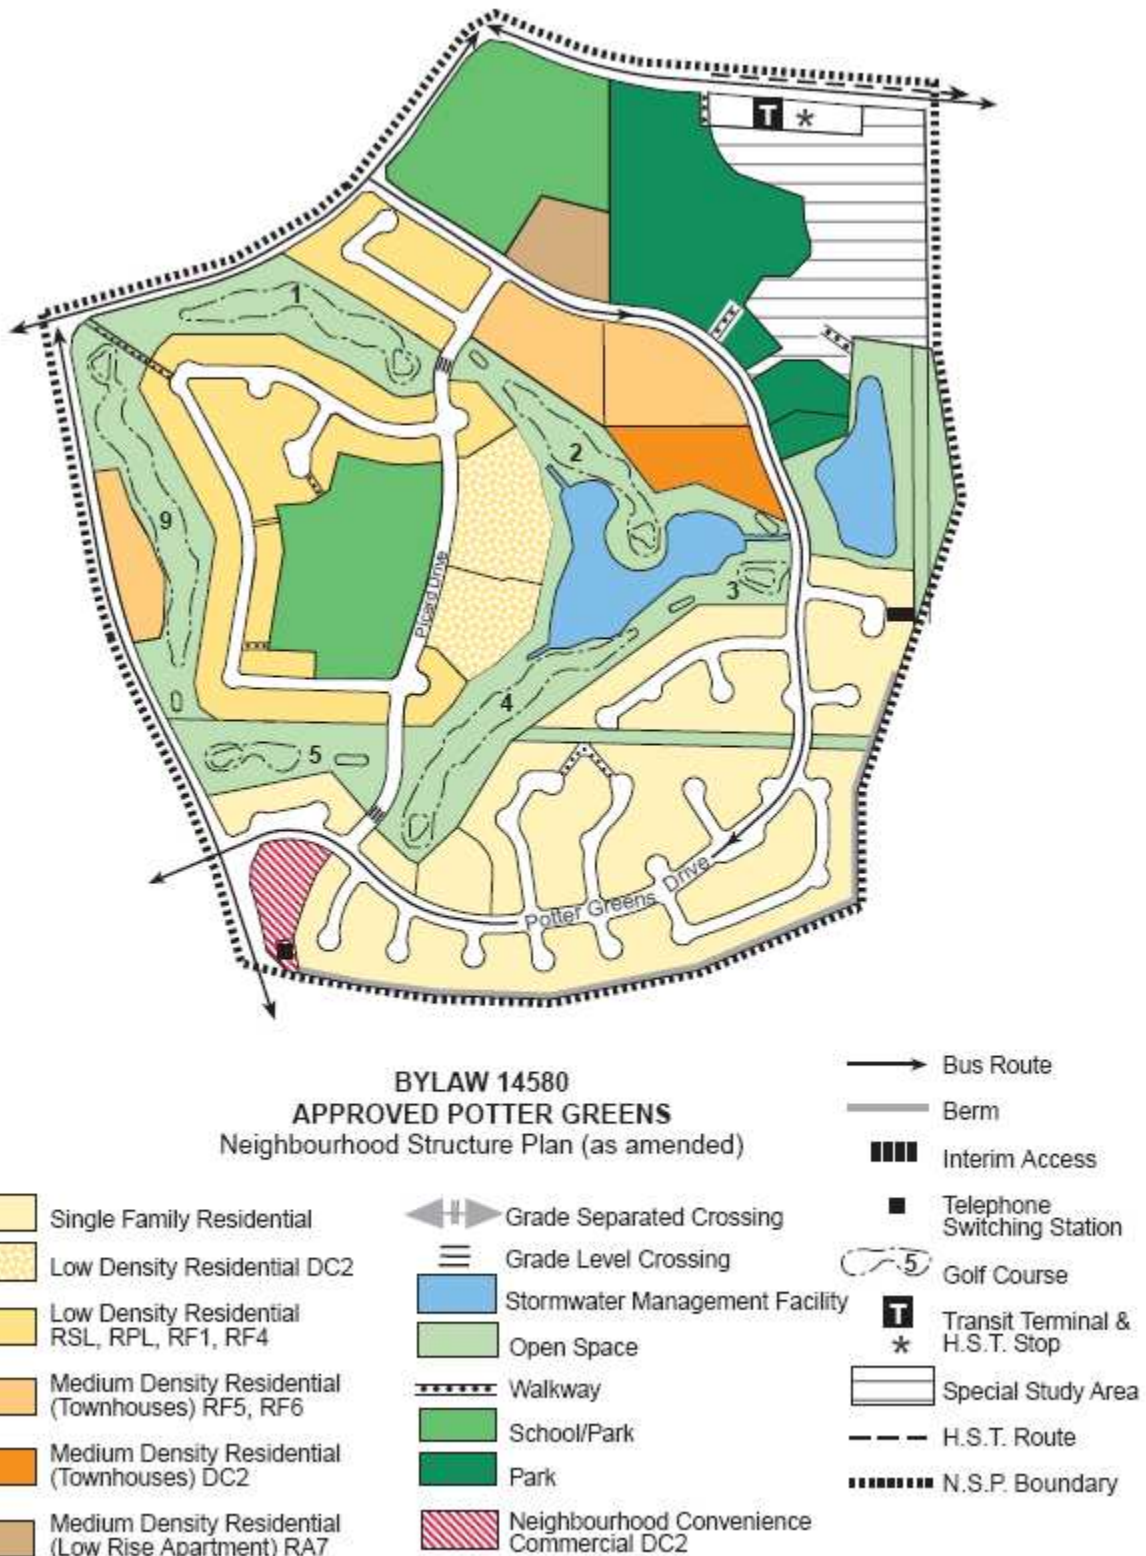 T *
1
2
9
Picard Drive
3
4
5
Potter Greens Drive
BYLAW 14580
APPROVED POTTER GREENS
Neighbourhood Structure Plan (as amended)
Single Family Residential
Low Density Residential DC2
Low Density Residential
RSL, RPL, RF1, RF4
Medium Density Residential
(Townhouses) RF5, RF6
Medium Density Residential
(Townhouses) DC2
Medium Density Residential
(Low Rise Apartment) RA7
Grade Separated Crossing
Grade Level Crossing
Stormwater Management Facility
Open Space
Walkway
School/Park
Park
Neighbourhood Convenience
Commercial DC2
Bus Route
Berm
Interim Access
Telephone
Switching Station
5
Golf Course
T
*
Transit Terminal &
H.S.T. Stop
Special Study Area
H.S.T. Route
N.S.P. Boundary